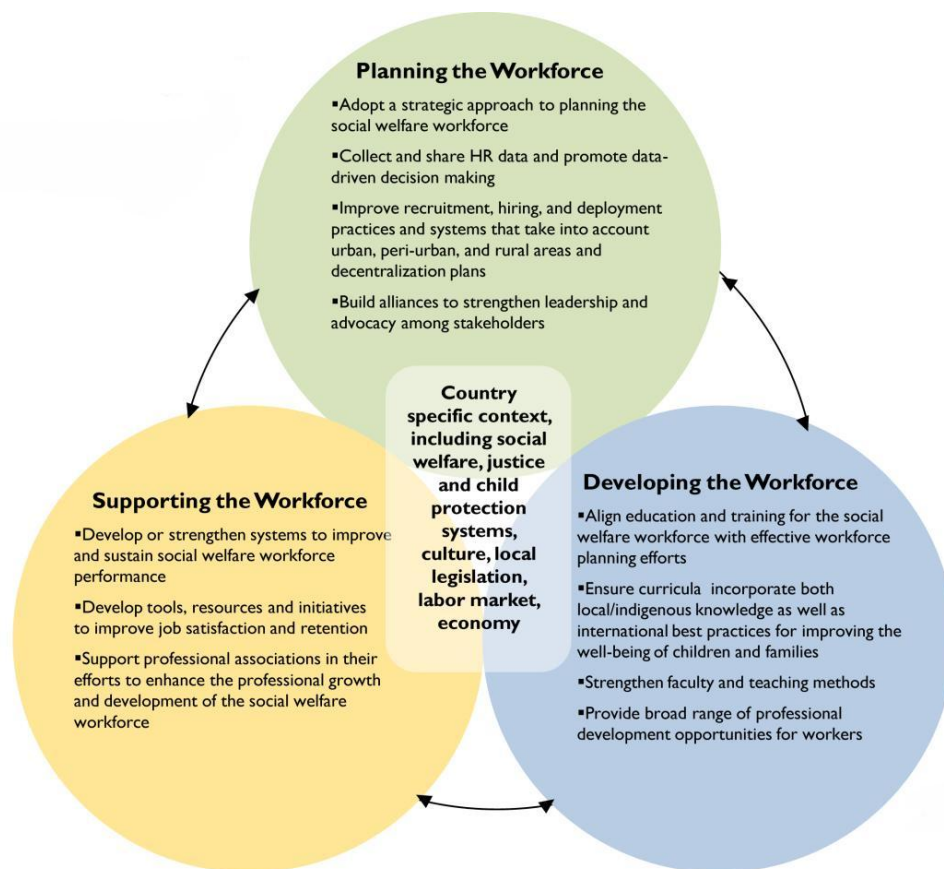 Planning the Workforce
▪Adopt a strategic approach to planning the
social welfare workforce
▪Collect and share HR data and promote data-
driven decision making
▪Improve recruitment, hiring, and deployment
practices and systems that take into account
urban, peri-urban, and rural areas and
decentralization plans
▪Build alliances to strengthen leadership and
advocacy among stakeholders
Country
specific context,
including social
welfare, justice
and child
protection
systems,
culture, local
legislation,
labor market,
economy
Supporting the Workforce
▪Develop or strengthen systems to improve
and sustain social welfare workforce
performance
▪Develop tools, resources and initiatives
to improve job satisfaction and retention
▪Support professional associations in their
efforts to enhance the professional growth
and development of the social welfare
workforce
Developing the Workforce
▪Align education and training for the social
welfare workforce with effective workforce
planning efforts
▪Ensure curricula  incorporate both
local/indigenous knowledge as well as
international best practices for improving the
well-being of children and families
▪Strengthen faculty and teaching methods
▪Provide broad range of professional
development opportunities for workers